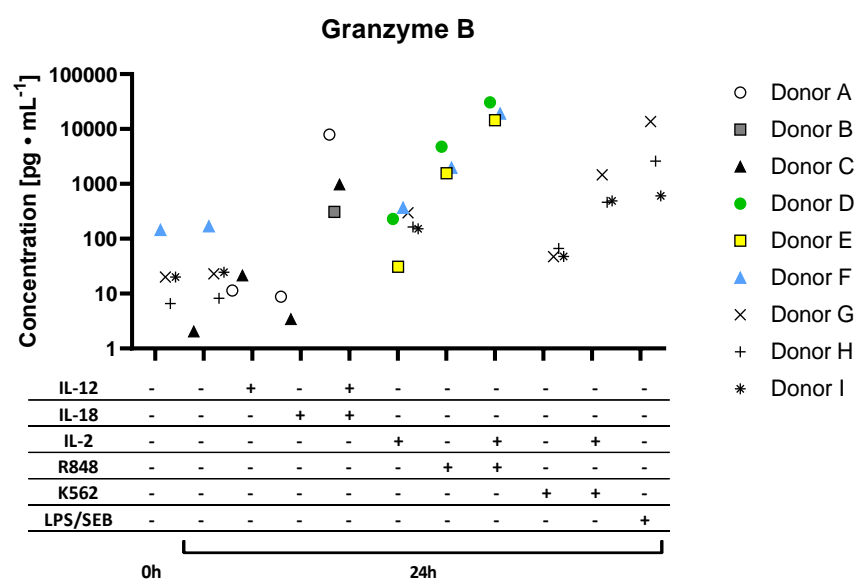 Granzyme B
Concentration [pg • mL⁻¹]
100000
10000
1000
100
10
1
Donor A
Donor B
Donor C
Donor D
Donor E
Donor F
Donor G
Donor H
Donor I
IL-12 - - + - + - - - - - -
IL-18 - - - + + - - - - - -
IL-2 - - - - - + - + - + -
R848 - - - - - - + + - - -
K562 - - - - - - - - + + -
LPS/SEB - - - - - - - - - - +
0h 24h